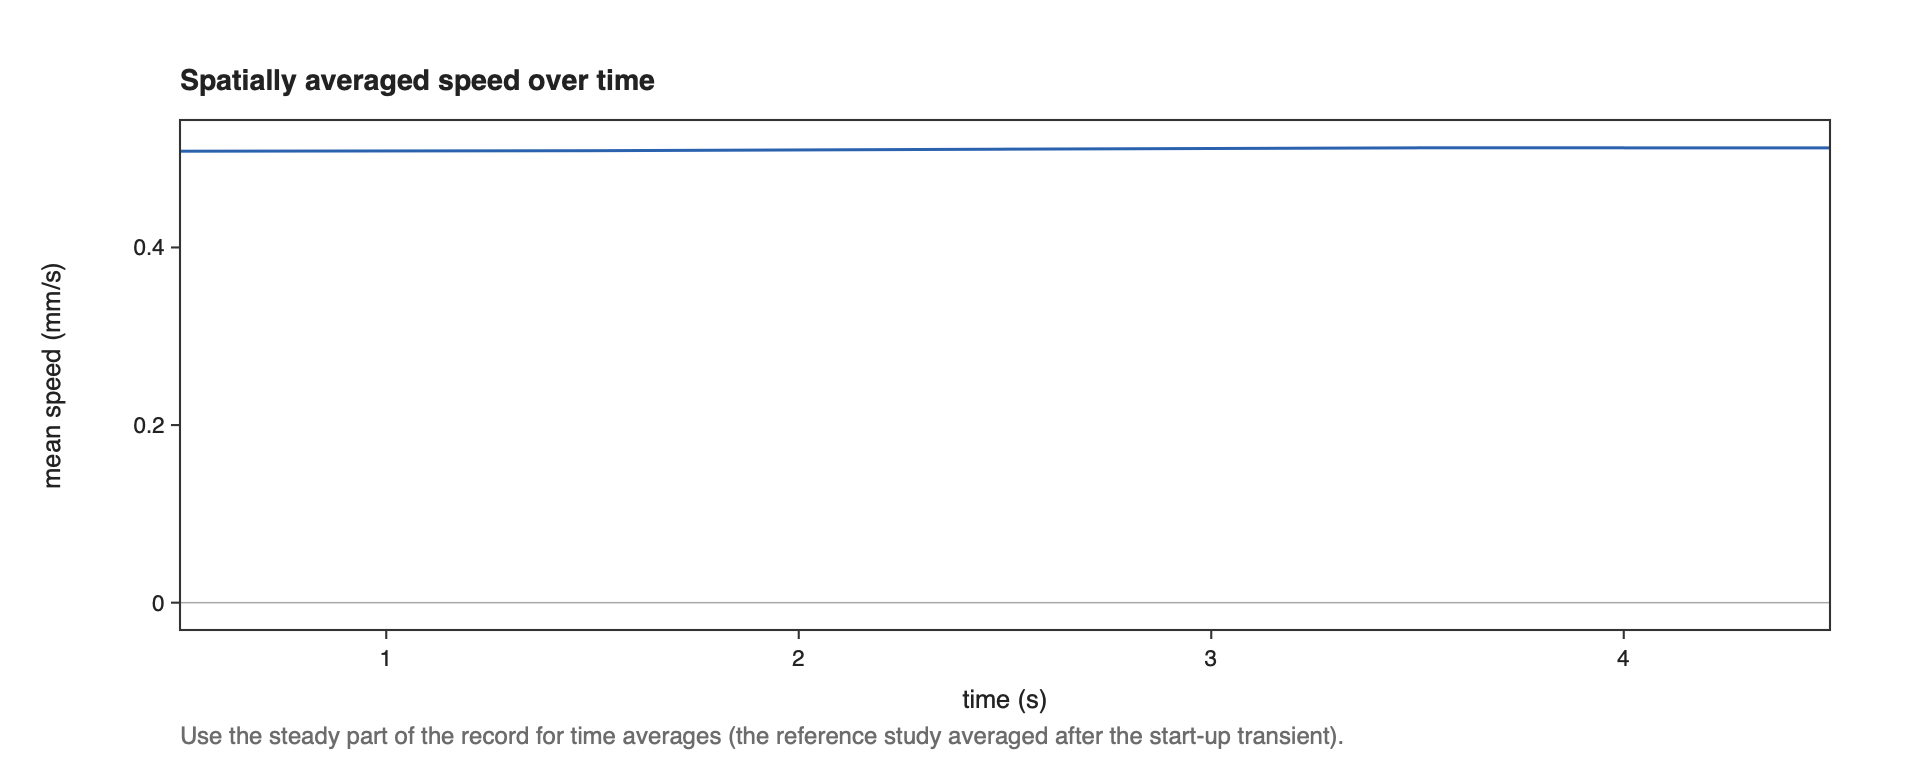 Spatially averaged speed over time
mean speed (mm/s)
0.4
0.2
0
1
2
3
4
time (s)
Use the steady part of the record for time averages (the reference study averaged after the start-up transient).